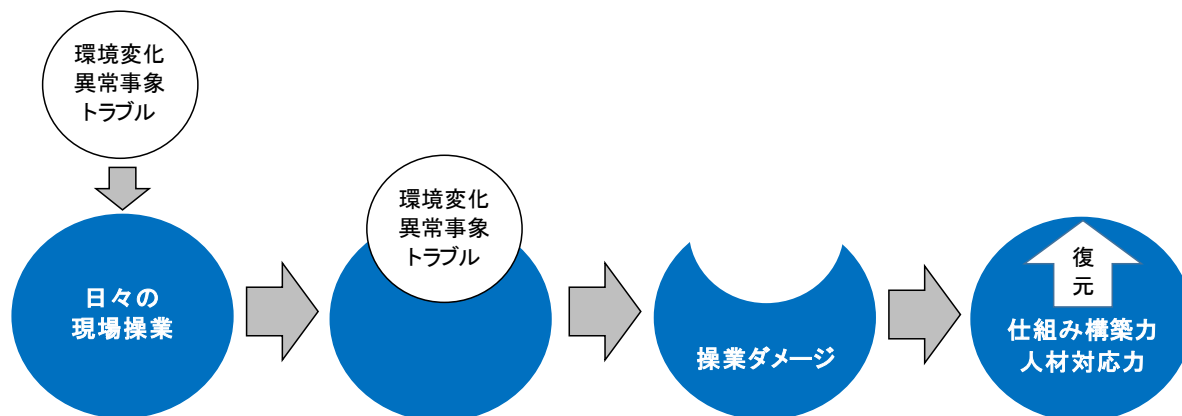 環境変化
異常事象
トラブル
日々の
現場操業
環境変化
異常事象
トラブル
操業ダメージ
復
元
仕組み構築力
人材対応力